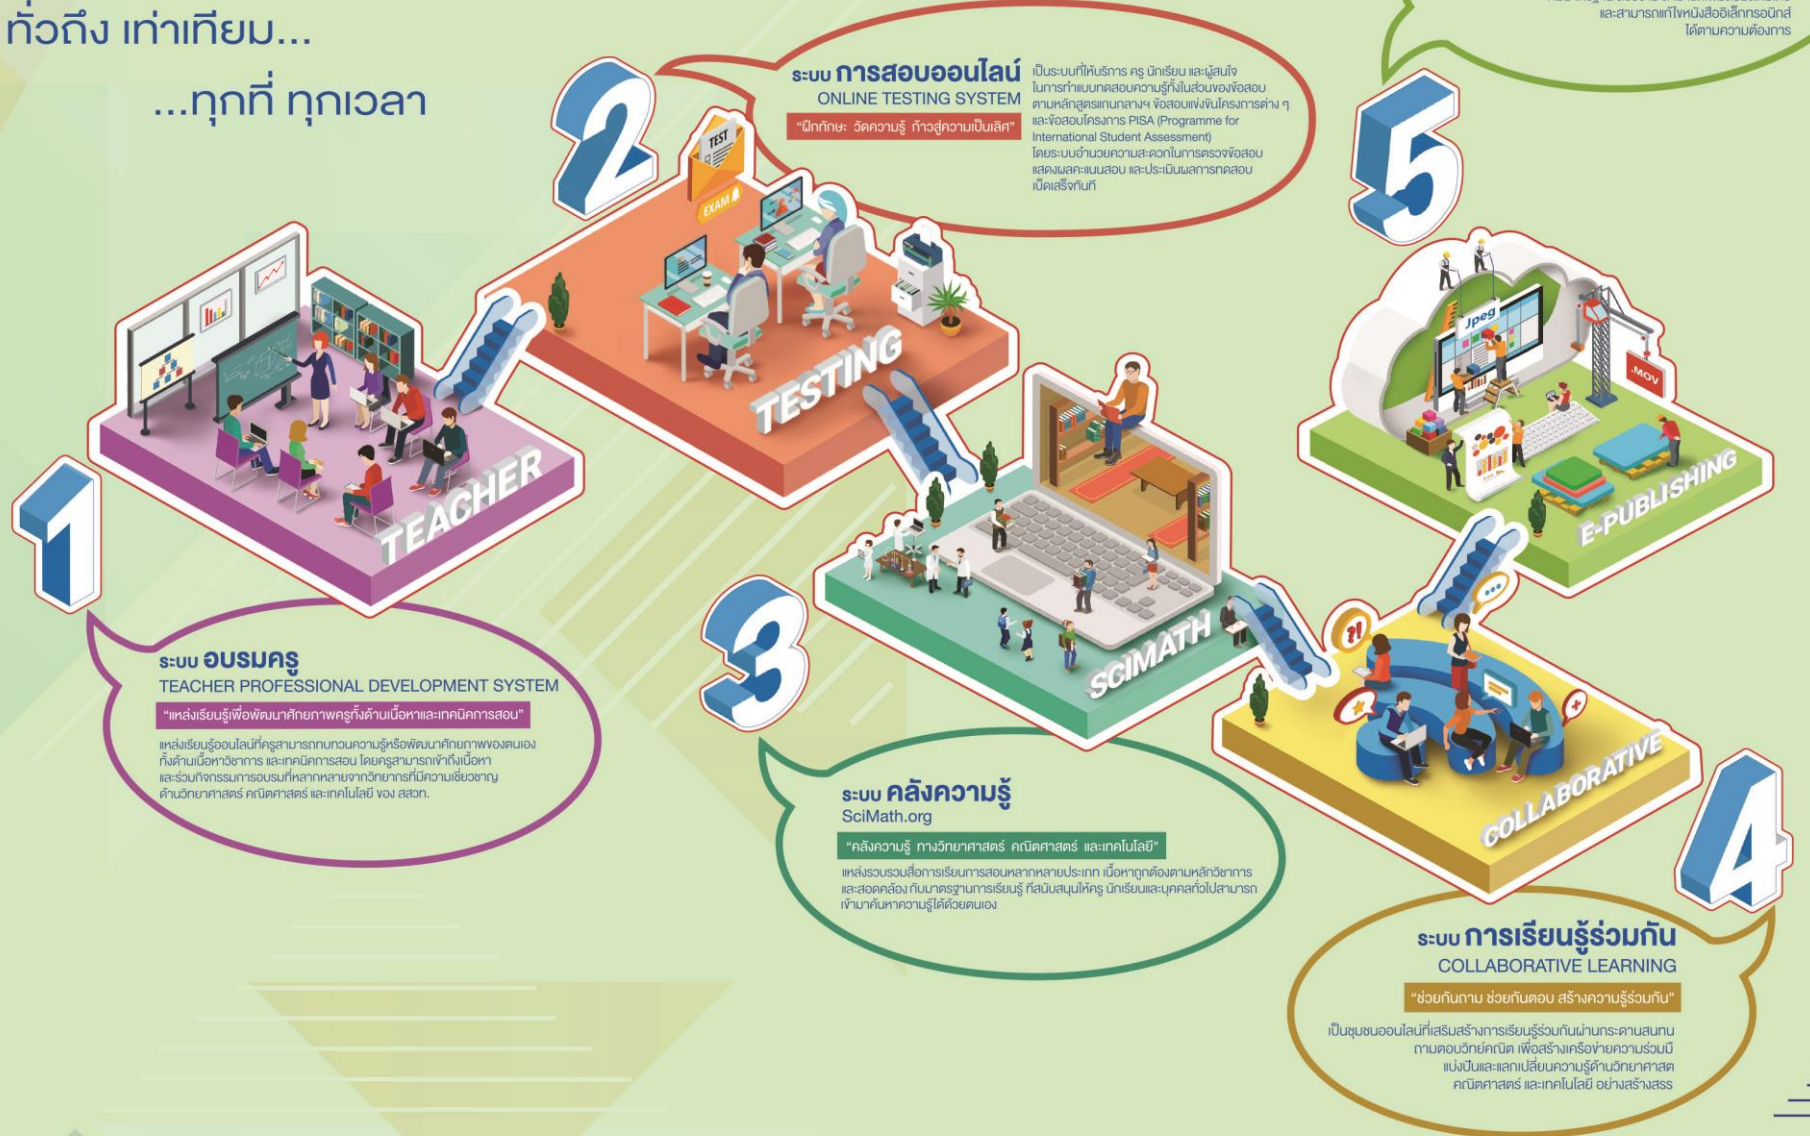 ทั่วถึง เท่าเทียม...
...ทุกที่ ทุกเวลา
1
TEACHER
ระบบ อบรมครู
TEACHER PROFESSIONAL DEVELOPMENT SYSTEM
"แหล่งเรียนรู้เพื่อพัฒนาศักยภาพครูทั้งด้านเนื้อหาและเทคนิคการสอน"
แหล่งเรียนรู้ออนไลน์ที่ครูสามารถทบทวนความรู้หรือพัฒนาศักยภาพของตนเอง
ทั้งด้านเนื้อหาวิชาการ และเทคนิคการสอน โดยครูสามารถเข้าถึงเนื้อหา
และร่วมกิจกรรมการอบรมที่หลากหลายจากวิทยากรที่มีความเชี่ยวชาญ
ด้านวิทยาศาสตร์ คณิตศาสตร์ และเทคโนโลยี ของ สสวท.
2
TEST
EXAM
TESTING
ระบบ การสอบออนไลน์
ONLINE TESTING SYSTEM
"ฝึกทักษะ วัดความรู้ ก้าวสู่ความเป็นเลิศ"
เป็นระบบที่ให้บริการ ครู นักเรียน และผู้สนใจ
ในการทำแบบทดสอบความรู้ทั้งในส่วนของข้อสอบ
ตามหลักสูตรแกนกลางฯ ข้อสอบแข่งขันโครงการต่าง ๆ
และข้อสอบโครงการ PISA (Programme for
International Student Assessment)
โดยระบบอำนวยความสะดวกในการตรวจข้อสอบ
แสดงผลคะแนนสอบ และประเมินผลการทดสอบ
เบ็ดเสร็จทันที
3
SCIMATH
ระบบ คลังความรู้
SciMath.org
"คลังความรู้ ทางวิทยาศาสตร์ คณิตศาสตร์ และเทคโนโลยี"
แหล่งรวบรวมสื่อการเรียนการสอนหลากหลายประเภท เนื้อหาถูกต้องตามหลักวิชาการ
และสอดคล้อง กับมาตรฐานการเรียนรู้ ที่สนับสนุนให้ครู นักเรียนและบุคคลทั่วไปสามารถ
เข้ามาค้นหาความรู้ได้ด้วยตนเอง
4
?!
COLLABORATIVE
ระบบ การเรียนรู้ร่วมกัน
COLLABORATIVE LEARNING
"ช่วยกันถาม ช่วยกันตอบ สร้างความรู้ร่วมกัน"
เป็นชุมชนออนไลน์ที่เสริมสร้างการเรียนรู้ร่วมกันผ่านกระดานสนทน
ถามตอบวิทย์คณิต เพื่อสร้างเครือข่ายความร่วมมื
แบ่งปันและแลกเปลี่ยนความรู้ด้านวิทยาศาสต
คณิตศาสตร์ และเทคโนโลยี อย่างสร้างสรร
5
Jpeg
.MOV
E-PUBLISHING
และสามารถแก้ไขหนังสืออิเล็กทรอนิกส์
ได้ตามความต้องการ